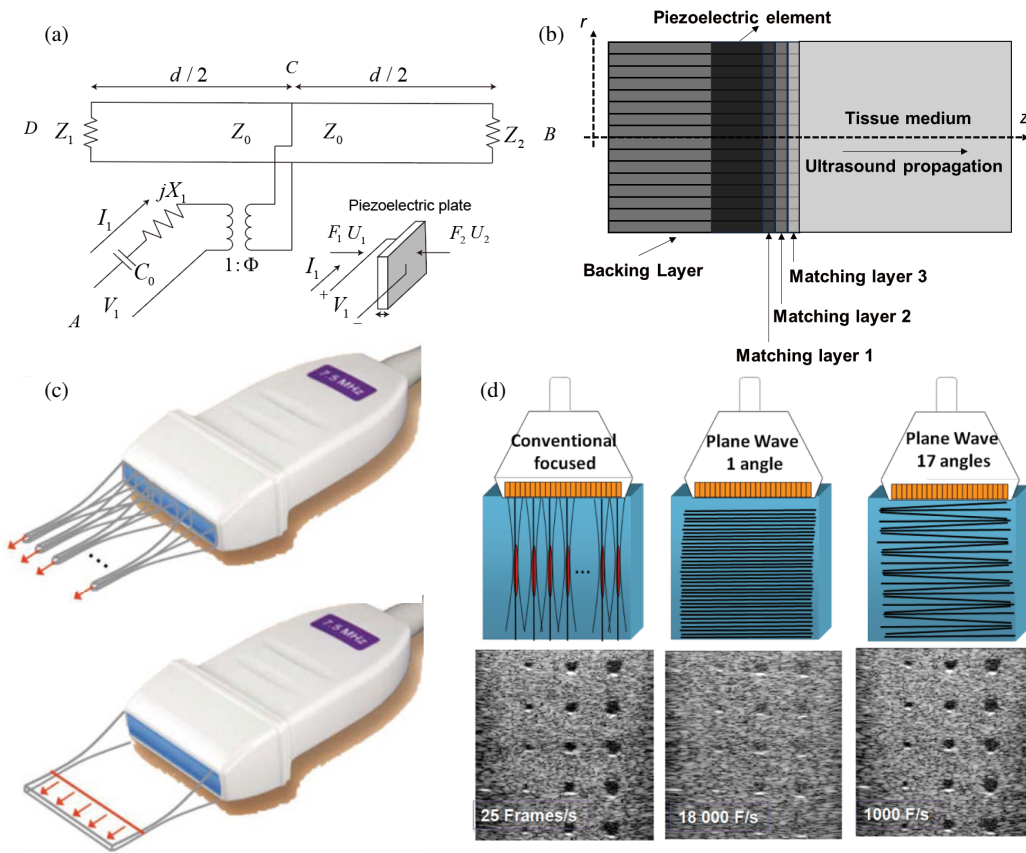 (a)
d / 2
C
d / 2
D
Z₁
Z₀
Z₀
Z₂
jX₁
I₁
C₀
1:Φ
V₁
A
Piezoelectric plate
F₁ U₁
F₂ U₂
I₁
+
V₁
−
(b)
Piezoelectric element
r
B
z
Tissue medium
Ultrasound propagation
Backing Layer
Matching layer 3
Matching layer 2
Matching layer 1
(c)
7.5 MHz
...
7.5 MHz
(d)
Conventional
focused
Plane Wave
1 angle
Plane Wave
17 angles
...
25 Frames/s
18 000 F/s
1000 F/s